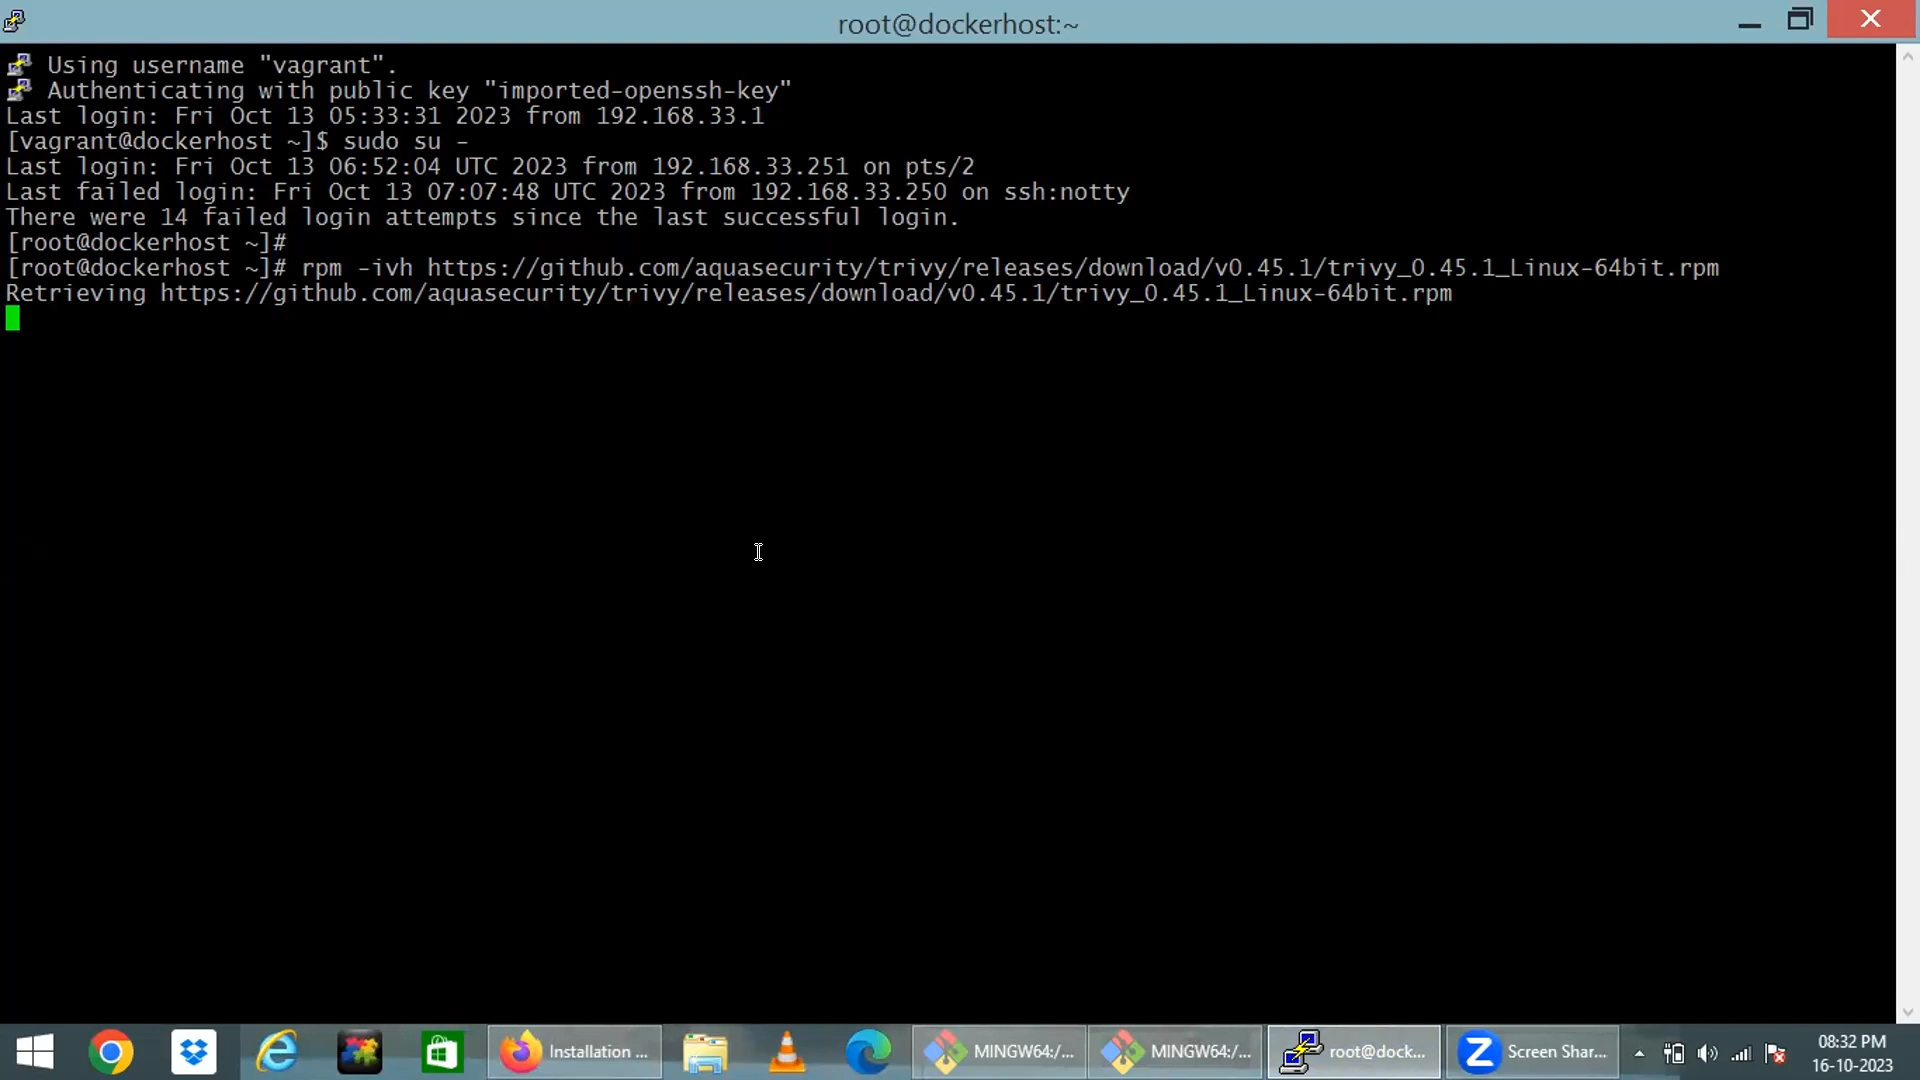 root@dockerhost:~
Using username "vagrant".
Authenticating with public key "imported-openssh-key"
Last login: Fri Oct 13 05:33:31 2023 from 192.168.33.1
[vagrant@dockerhost ~]$ sudo su -
Last login: Fri Oct 13 06:52:04 UTC 2023 from 192.168.33.251 on pts/2
Last failed login: Fri Oct 13 07:07:48 UTC 2023 from 192.168.33.250 on ssh:notty
There were 14 failed login attempts since the last successful login.
[root@dockerhost ~]#
[root@dockerhost ~]# rpm -ivh https://github.com/aquasecurity/trivy/releases/download/v0.45.1/trivy_0.45.1_Linux-64bit.rpm
Retrieving https://github.com/aquasecurity/trivy/releases/download/v0.45.1/trivy_0.45.1_Linux-64bit.rpm
Installation ...
MINGW64:/...
MINGW64:/...
root@dock...
Screen Shar...
08:32 PM
16-10-2023